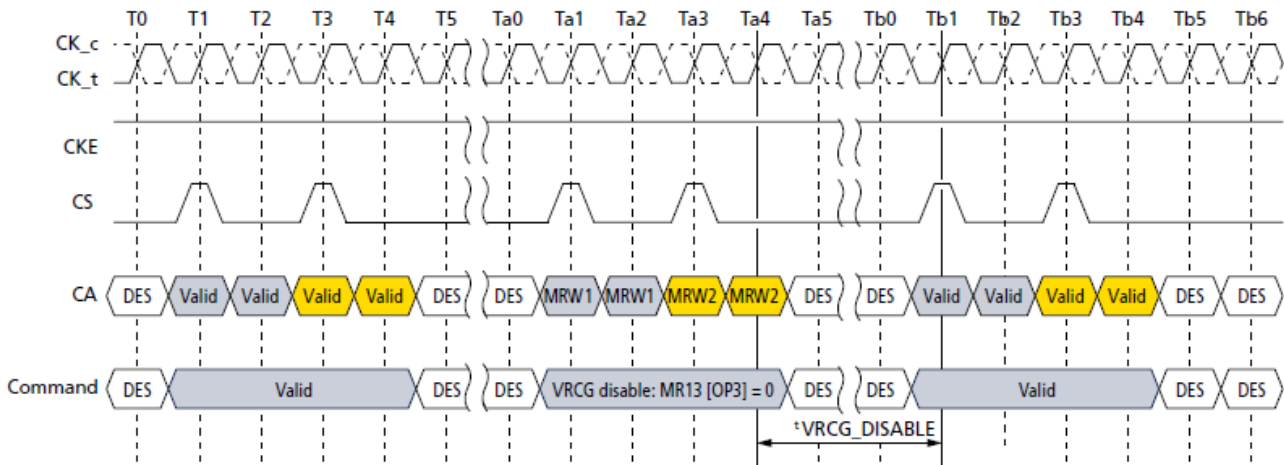 T0 T1 T2 T3 T4 T5 Ta0 Ta1 Ta2 Ta3 Ta4 Ta5 Tb0 Tb1 Tb2 Tb3 Tb4 Tb5 Tb6
CK_c
CK_t
CKE
CS
CA DES Valid Valid Valid Valid DES DES MRW1 MRW1 MRW2 MRW2 DES DES Valid Valid Valid Valid DES DES
Command DES Valid DES DES VRCG disable: MR13 [OP3] = 0 DES DES Valid DES DES
tVRCG_DISABLE